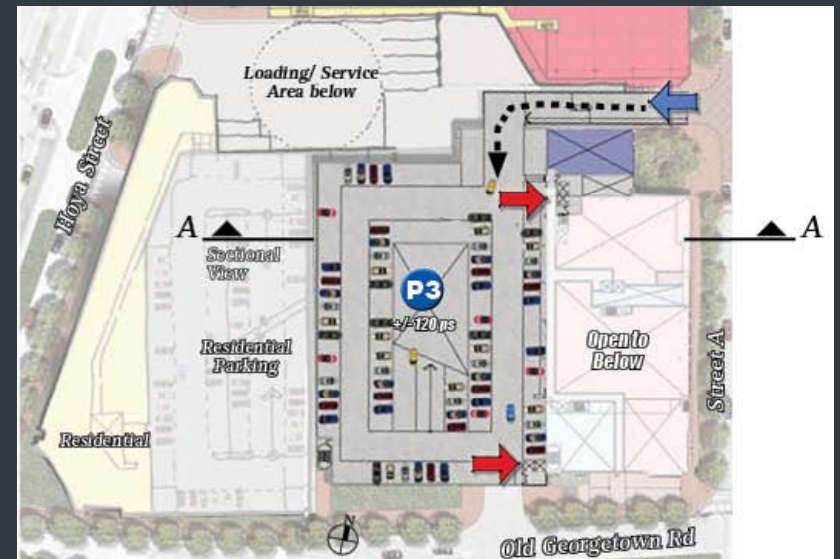 Loading/ Service
Area below
Hoya Street
A
A
Sectional
View
P3
+/-120 ps
Residential
Parking
Open to
Below
Street A
Residential
N
Old Georgetown Rd